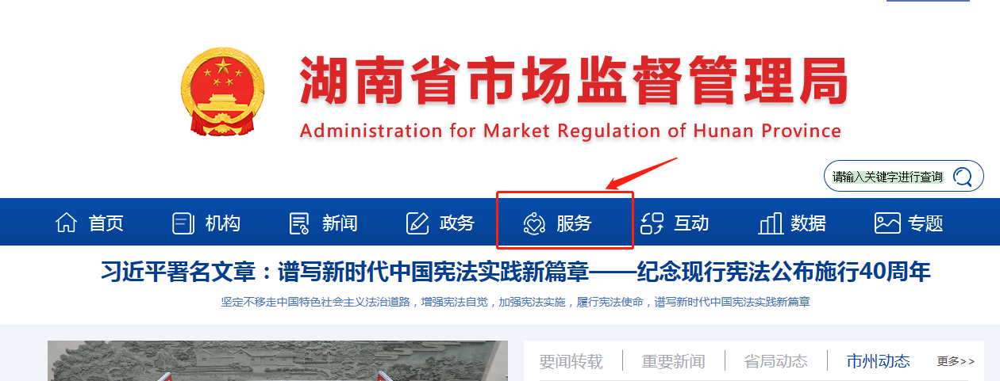 湖南省市场监督管理局
Administration for Market Regulation of Hunan Province
请输入关键字进行查询
首页 机构 新闻 政务 服务 互动 数据 专题
习近平署名文章：谱写新时代中国宪法实践新篇章——纪念现行宪法公布施行40周年
坚定不移走中国特色社会主义法治道路，增强宪法自觉，加强宪法实施，履行宪法使命，谱写新时代中国宪法实践新篇章
要闻转载 重要新闻 省局动态 市州动态 更多>>